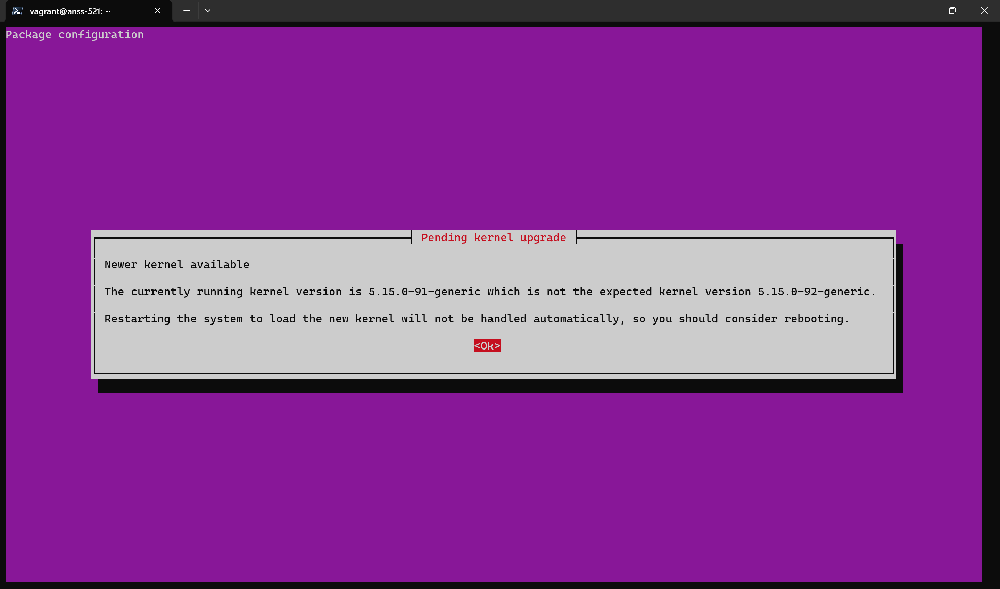 vagrant@anss-521: ~
Package configuration
Pending kernel upgrade
Newer kernel available
The currently running kernel version is 5.15.0-91-generic which is not the expected kernel version 5.15.0-92-generic.
Restarting the system to load the new kernel will not be handled automatically, so you should consider rebooting.
<Ok>